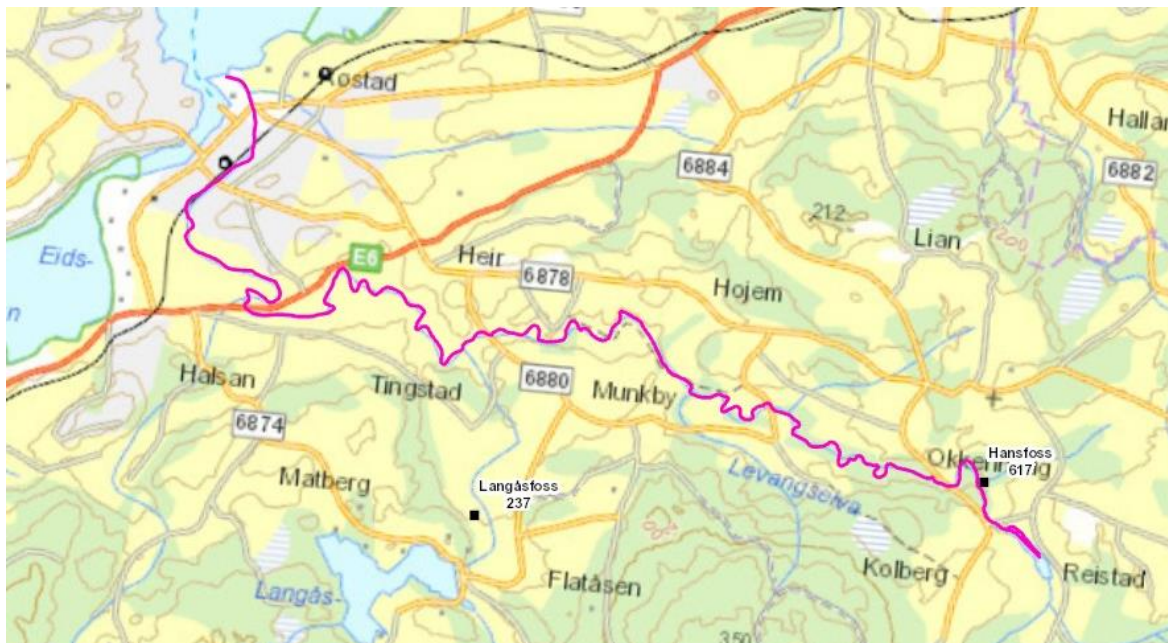 Rostad
Hallan
6882
6884
212
Lian
200
Eids-
n
E6
Heir
6878
Hojem
Halsan
Tingstad
6880
Munkby
6874
Matberg
Langåsfoss
237
Levangselva
Hansfoss
617
Kolberg
Reistad
Flatåsen
Langås-
350